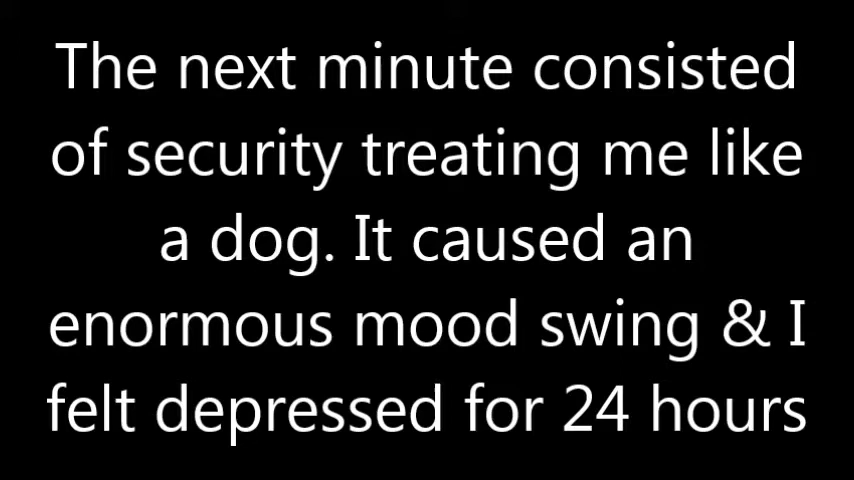 The next minute consisted
of security treating me like
a dog. It caused an
enormous mood swing & I
felt depressed for 24 hours